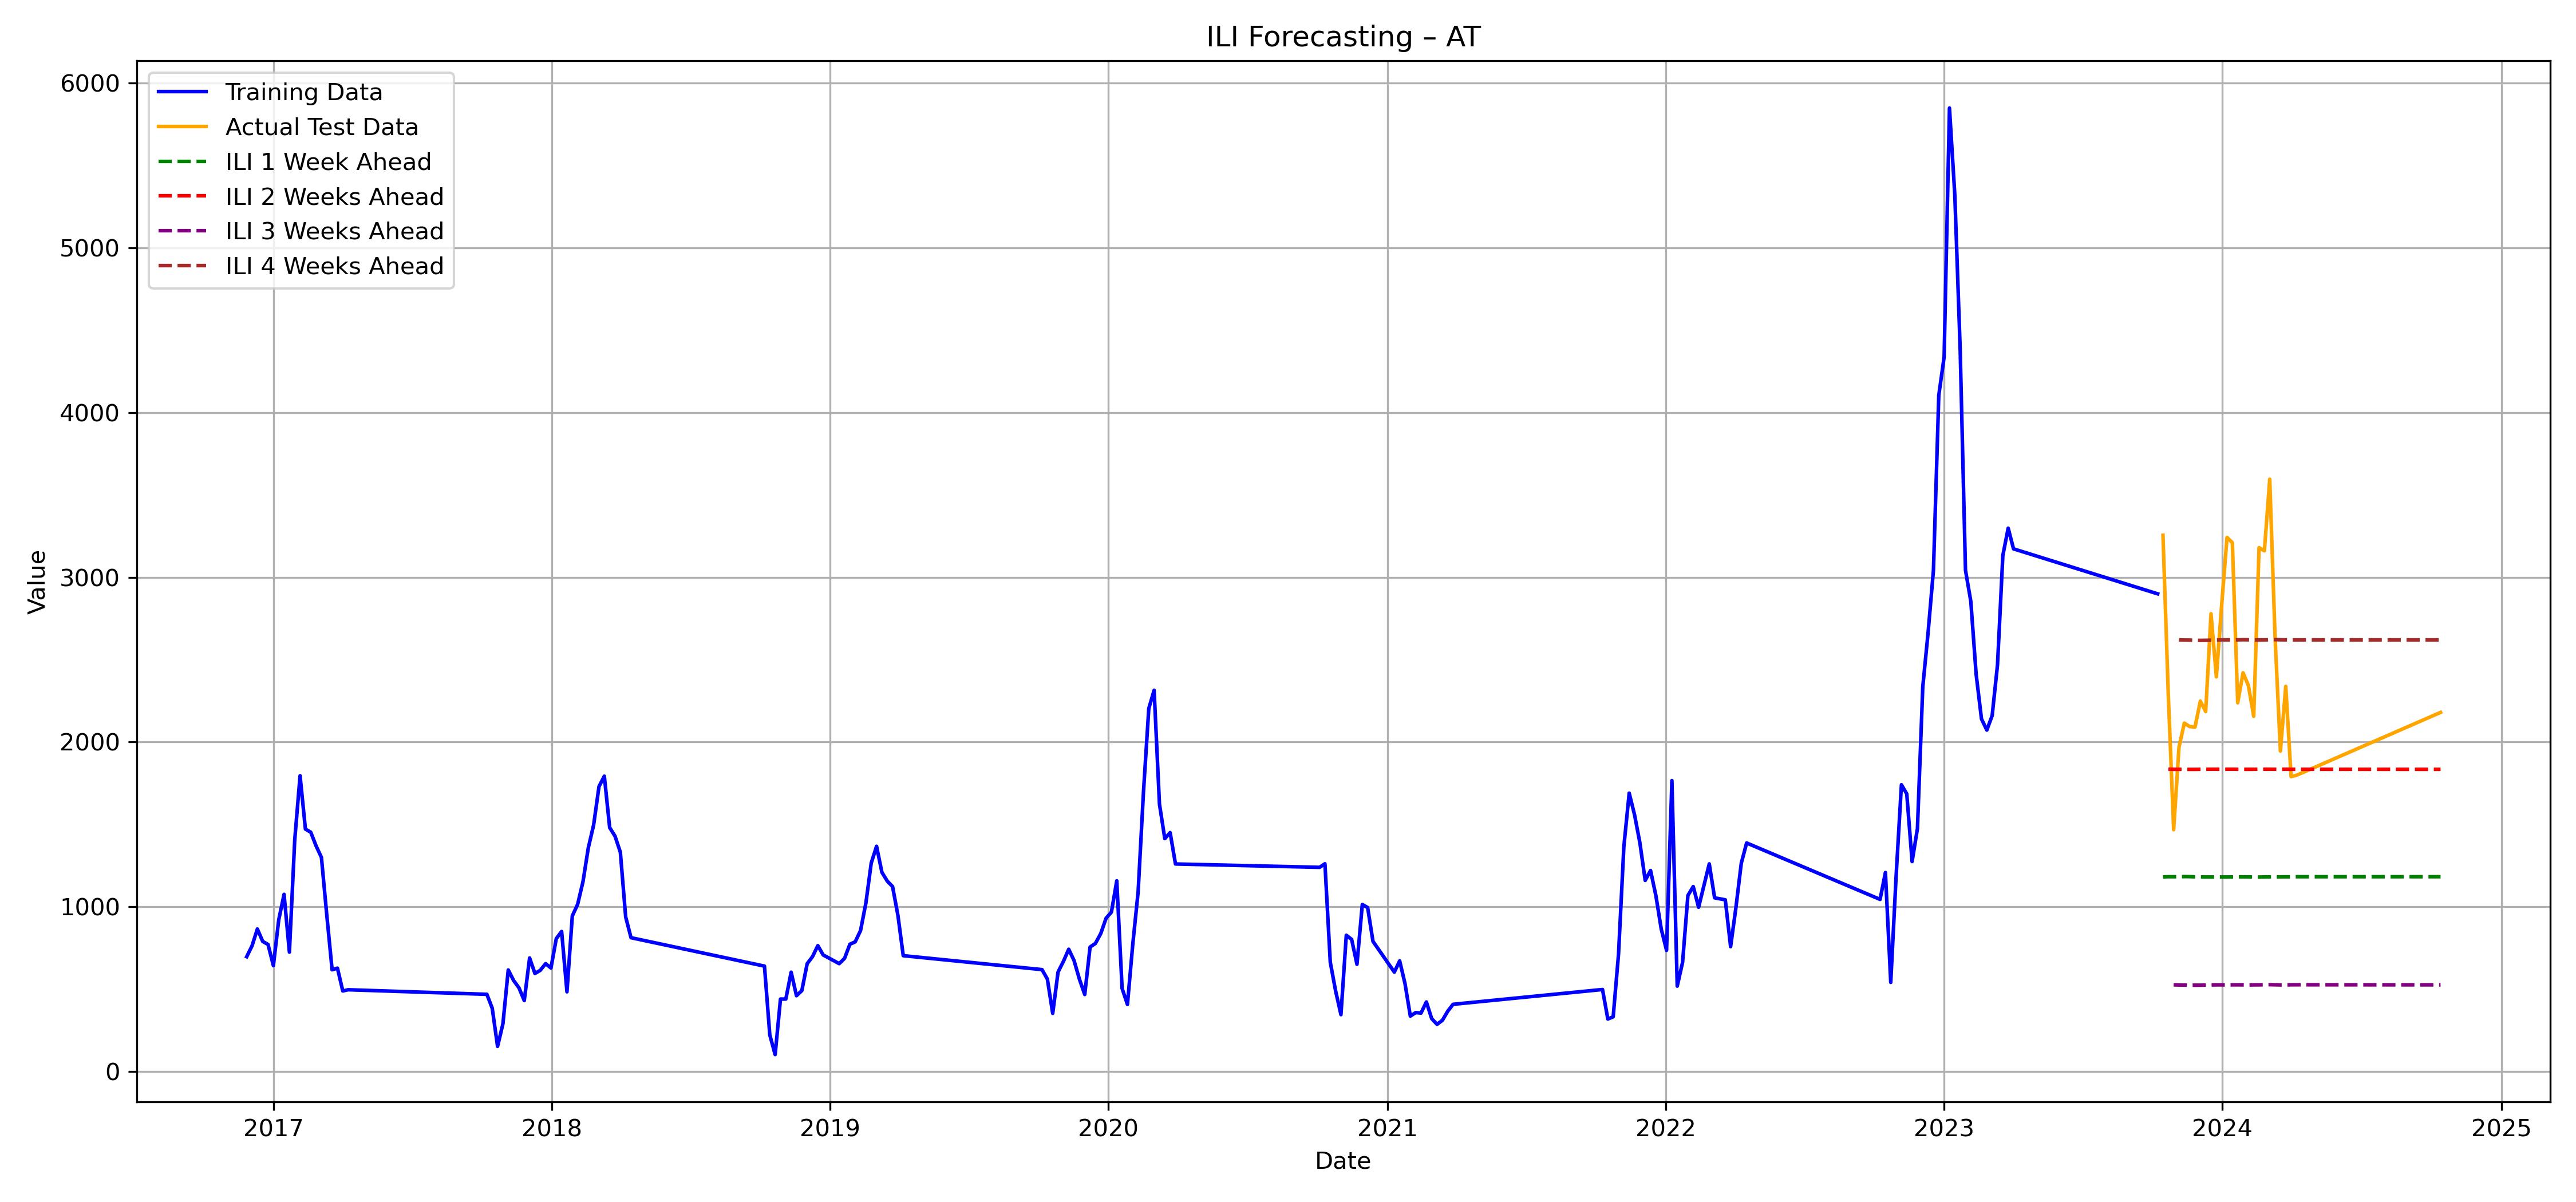 ILI Forecasting – AT
Training Data
Actual Test Data
ILI 1 Week Ahead
ILI 2 Weeks Ahead
ILI 3 Weeks Ahead
ILI 4 Weeks Ahead
6000
5000
4000
3000
2000
1000
0
Value
2017 2018 2019 2020 2021 2022 2023 2024 2025
Date